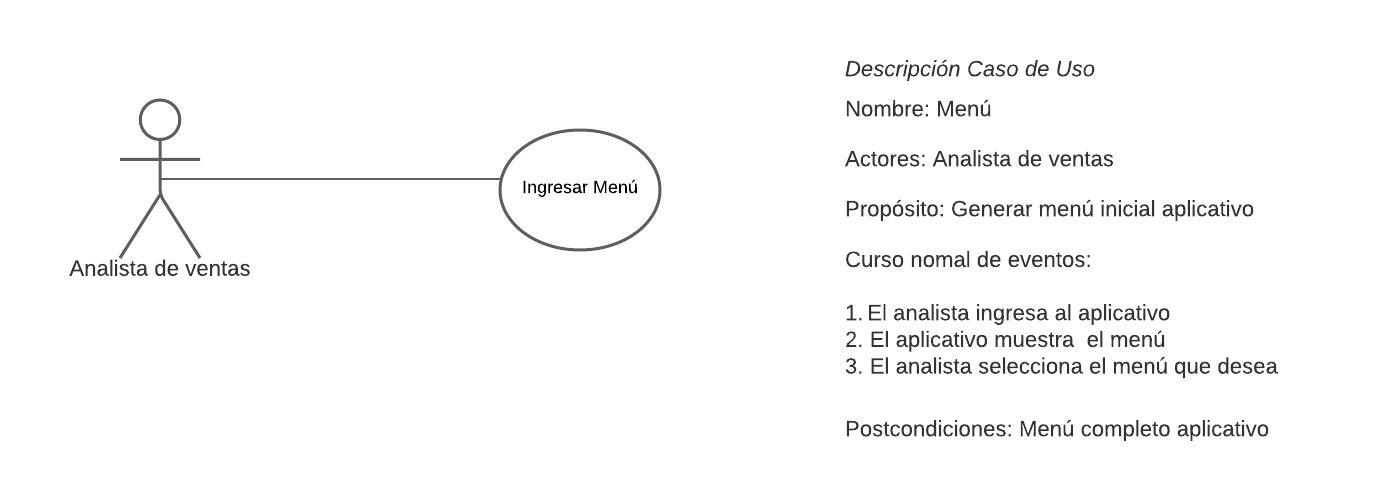 Analista de ventas
Ingresar Menú
Descripción Caso de Uso
Nombre: Menú
Actores: Analista de ventas
Propósito: Generar menú inicial aplicativo
Curso nomal de eventos:
1. El analista ingresa al aplicativo
2. El aplicativo muestra  el menú
3. El analista selecciona el menú que desea
Postcondiciones: Menú completo aplicativo